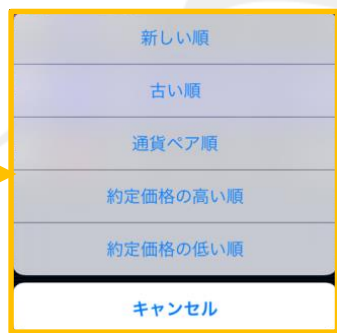 新しい順
古い順
通貨ペア順
約定価格の高い順
約定価格の低い順
キャンセル